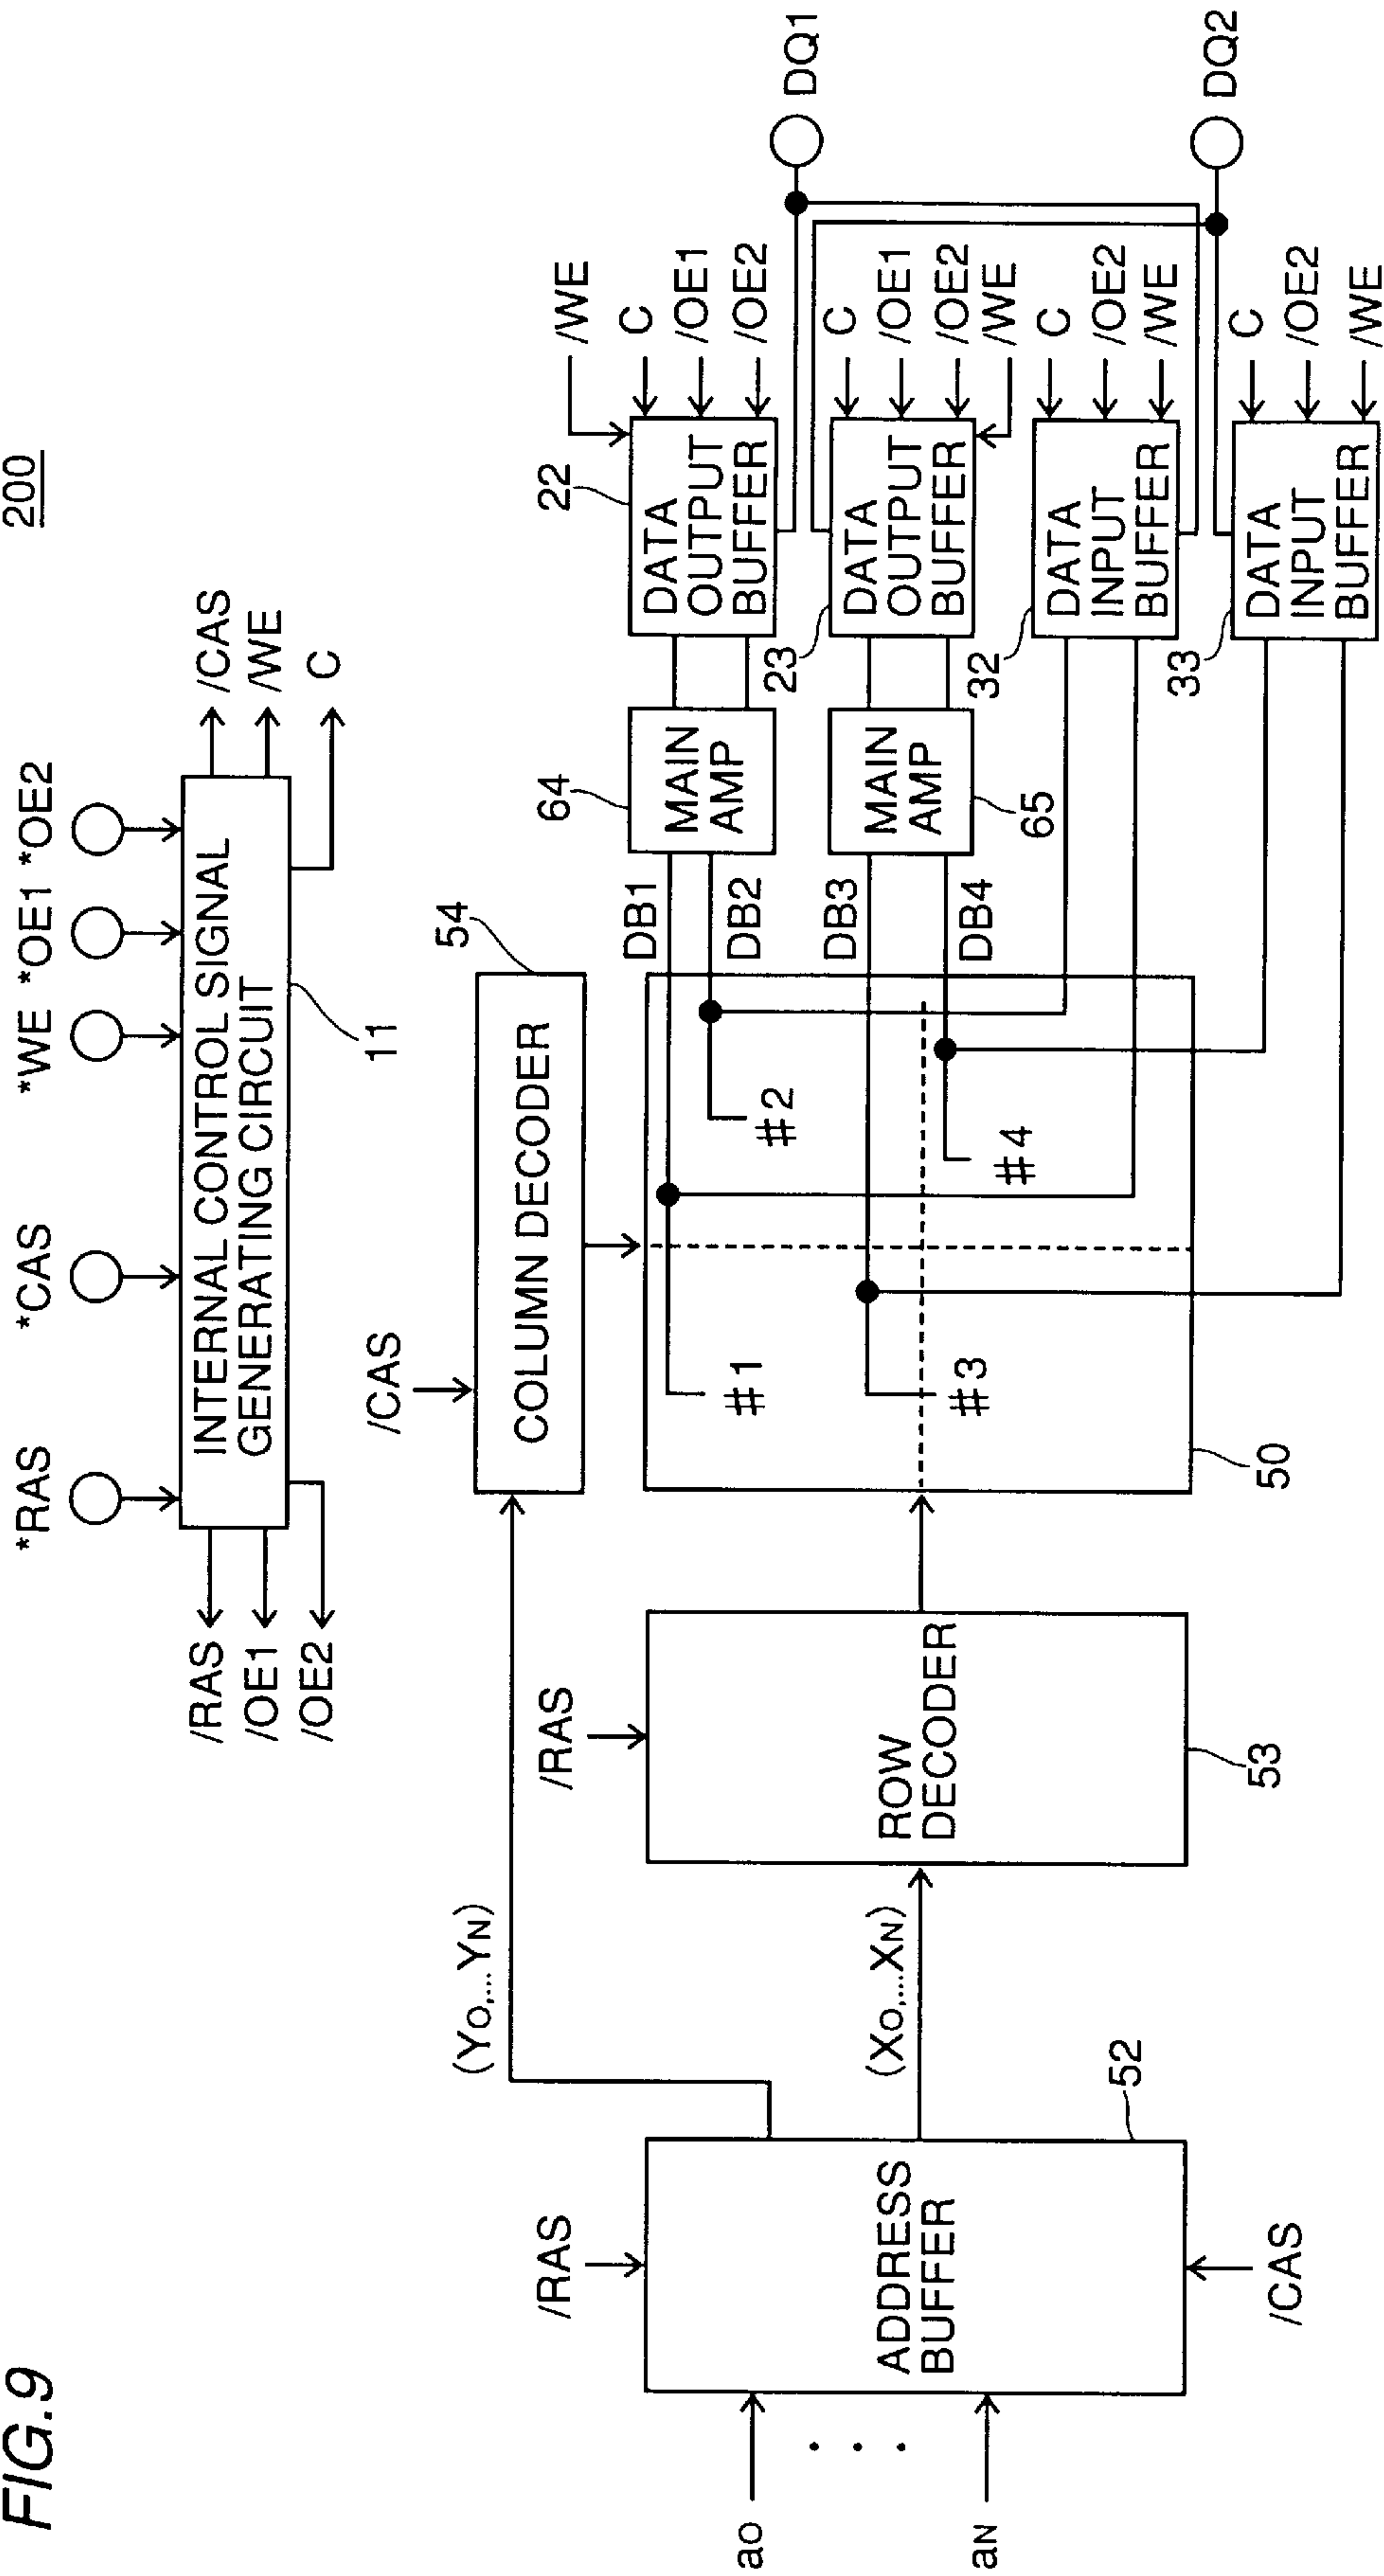 FIG.9
200
*RAS
*CAS
*WE
*OE1
*OE2
INTERNAL CONTROL SIGNAL
GENERATING CIRCUIT
11
/RAS
/OE1
/OE2
/CAS
/WE
C
a0
aN
/RAS
ADDRESS
BUFFER
52
/CAS
(Y0,...YN)
(X0,...XN)
/RAS
ROW
DECODER
53
/CAS
COLUMN DECODER
54
#1
#2
#3
#4
50
DB1
DB2
DB3
DB4
64
MAIN
AMP
MAIN
AMP
65
22
DATA
OUTPUT
BUFFER
/WE
C
/OE1
/OE2
23
DATA
OUTPUT
BUFFER
C
/OE1
/OE2
/WE
32
DATA
INPUT
BUFFER
C
/OE2
/WE
33
DATA
INPUT
BUFFER
C
/OE2
/WE
DQ1
DQ2